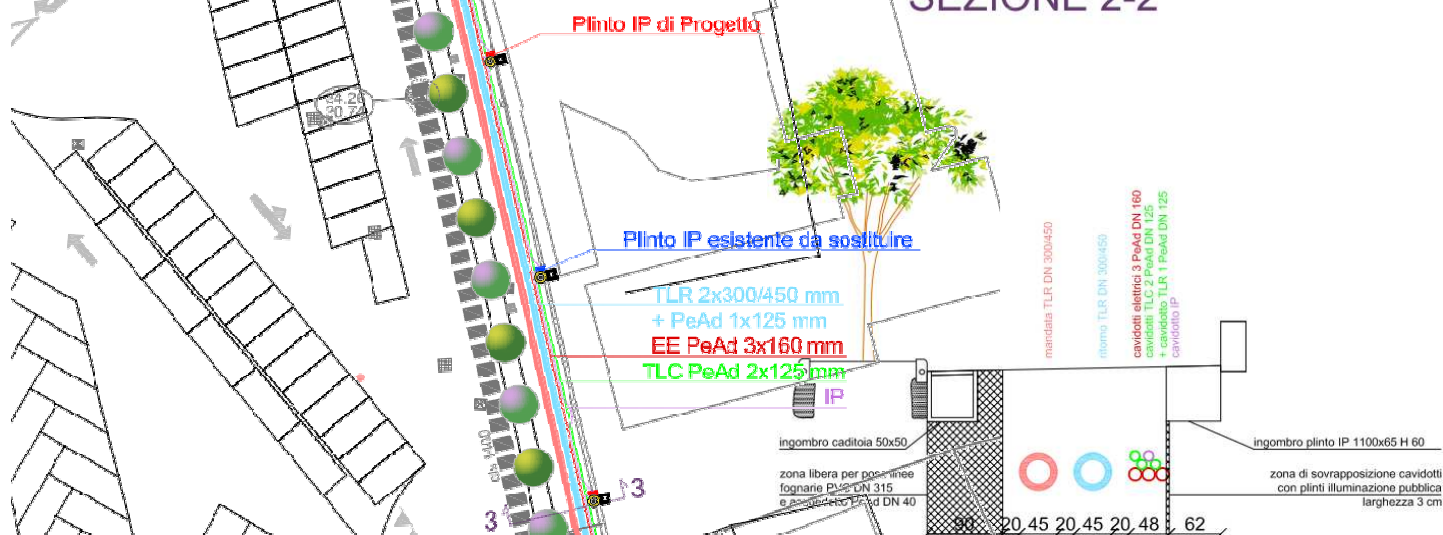 SEZIONE 2-2
Plinto IP di Progetto
Plinto IP esistente da sostituire
TLR 2x300/450 mm
+ PeAd 1x125 mm
EE PeAd 3x160 mm
TLC PeAd 2x125 mm
IP
3
3
mandata TLR DN 300/450
ritorno TLR DN 300/450
cavidotti elettrici 3 PeAd DN 160
cavidotti TLC 2 PeAd DN 125
+ cavidotto TLR 1 PeAd DN 125
cavidotto IP
ingombro caditoia 50x50
zona libera per posa linee
fognarie PVC DN 315
e acquedotto Pead DN 40
ingombro plinto IP 1100x65 H 60
zona di sovrapposizione cavidotti
con plinti illuminazione pubblica
larghezza 3 cm
90 20 45 20 45 20 48 62